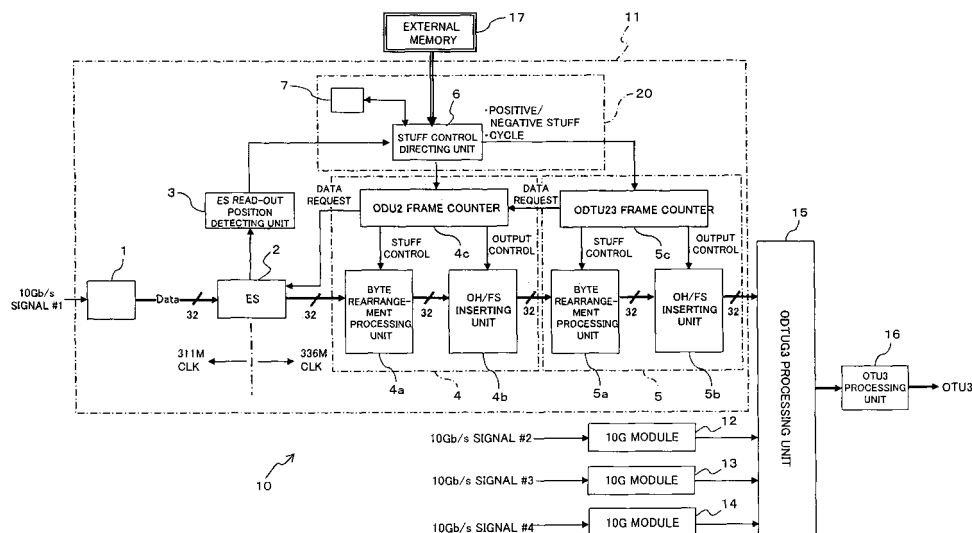 EXTERNAL
MEMORY
17
11
7
6
20
STUFF CONTROL
DIRECTING UNIT
·POSITIVE/
NEGATIVE STUFF
·CYCLE
3
ES READ-OUT
POSITION
DETECTING UNIT
DATA
REQUEST
ODU2 FRAME COUNTER
DATA
REQUEST
ODTU23 FRAME COUNTER
15
STUFF
CONTROL
4c
OUTPUT
CONTROL
STUFF
CONTROL
5c
OUTPUT
CONTROL
1
2
10Gb/s
SIGNAL #1
Data
32
ES
32
BYTE
REARRANGE-
MENT
PROCESSING
UNIT
32
OH/FS
INSERTING
UNIT
32
BYTE
REARRANGE-
MENT
PROCESSING
UNIT
32
OH/FS
INSERTING
UNIT
32
311M
CLK
336M
CLK
4a
4
4b
5a
5
5b
ODTUG3 PROCESSING UNIT
16
OTU3
PROCESSING
UNIT
OTU3
10Gb/s SIGNAL #2
10G MODULE
12
10Gb/s SIGNAL #3
10G MODULE
13
10Gb/s SIGNAL #4
10G MODULE
14
10